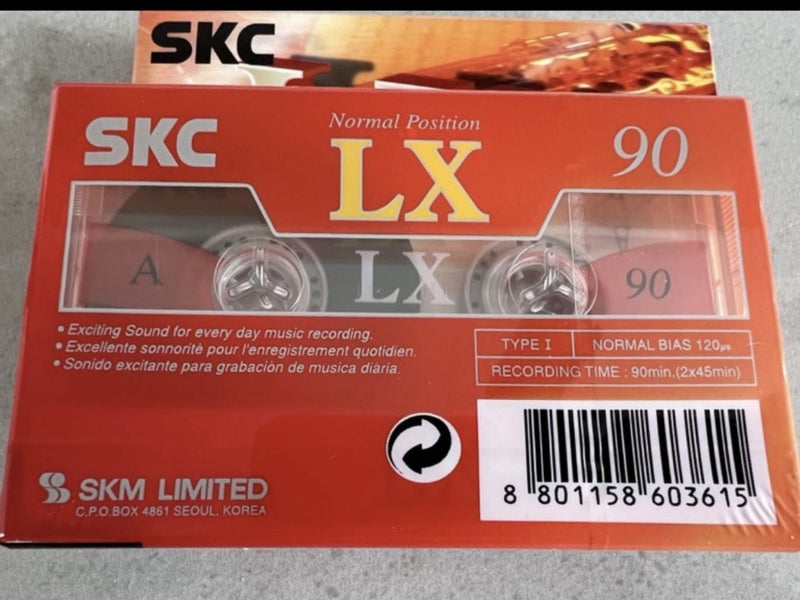 SKC
SKC
Normal Position
LX
90
A
LX
90
• Exciting Sound for every day music recording.
• Excellente sonnorité pour l'enregistrement quotidien.
• Sonido excitante para grabación de musica diaria.
TYPE I NORMAL BIAS 120µs
RECORDING TIME : 90min.(2x45min)
SKM LIMITED
C.P.O.BOX 4861 SEOUL, KOREA
8 801158 603615